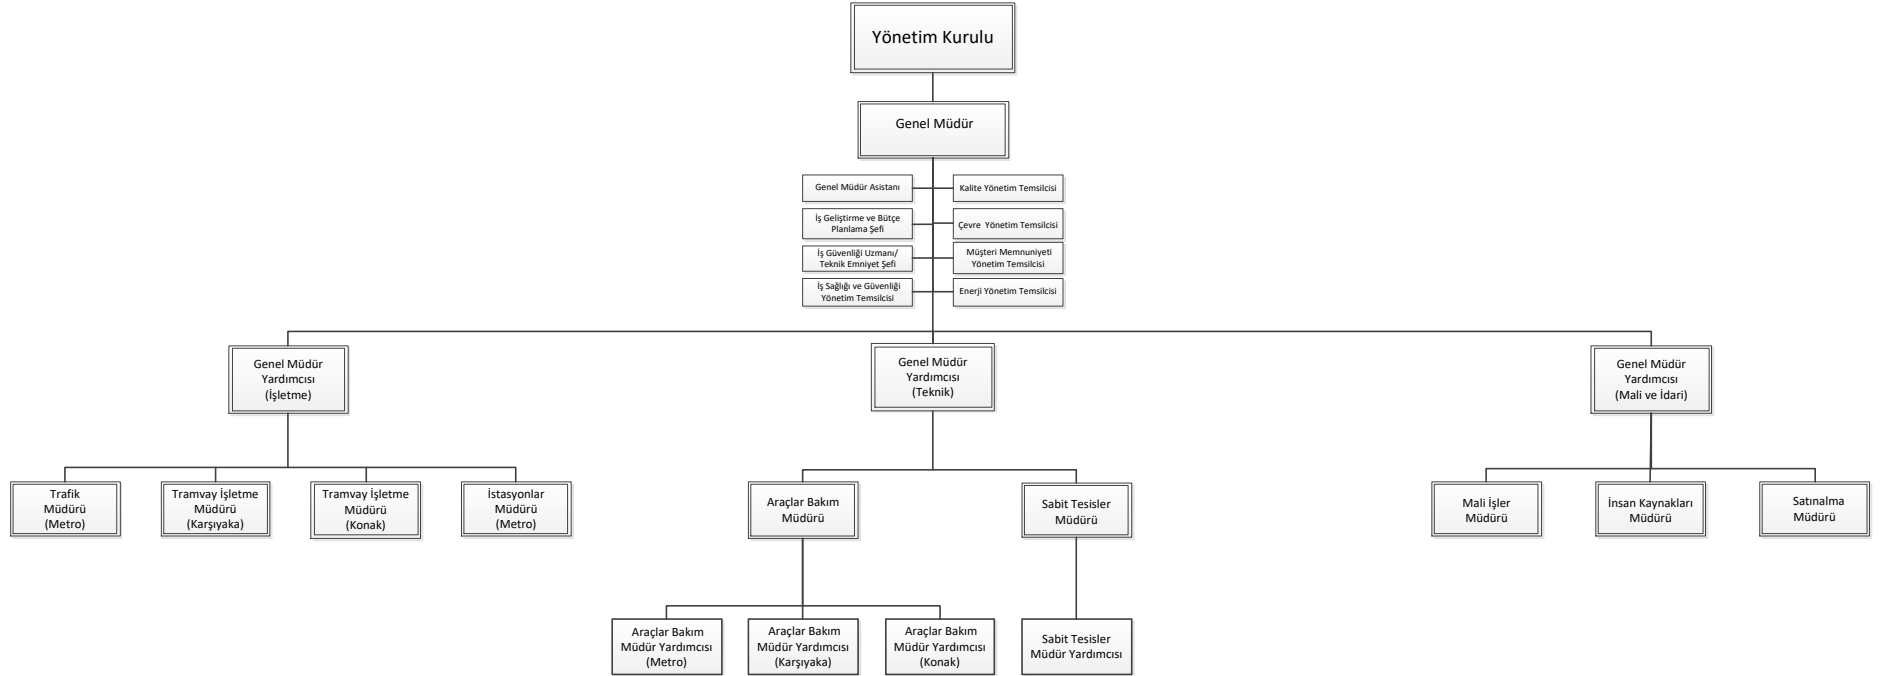 Yönetim Kurulu
Genel Müdür
Genel Müdür Asistanı
Kalite Yönetim Temsilcisi
İş Geliştirme ve Bütçe
Planlama Şefi
Çevre  Yönetim Temsilcisi
İş Güvenliği Uzmanı/
Teknik Emniyet Şefi
Müşteri Memnuniyeti
Yönetim Temsilcisi
İş Sağlığı ve Güvenliği
Yönetim Temsilcisi
Enerji Yönetim Temsilcisi
Genel Müdür
Yardımcısı
(İşletme)
Genel Müdür
Yardımcısı
(Teknik)
Genel Müdür
Yardımcısı
(Mali ve İdari)
Trafik
Müdürü
(Metro)
Tramvay İşletme
Müdürü
(Karşıyaka)
Tramvay İşletme
Müdürü
(Konak)
İstasyonlar
Müdürü
(Metro)
Araçlar Bakım
Müdürü
Sabit Tesisler
Müdürü
Mali İşler
Müdürü
İnsan Kaynakları
Müdürü
Satınalma
Müdürü
Araçlar Bakım
Müdür Yardımcısı
(Metro)
Araçlar Bakım
Müdür Yardımcısı
(Karşıyaka)
Araçlar Bakım
Müdür Yardımcısı
(Konak)
Sabit Tesisler
Müdür Yardımcısı